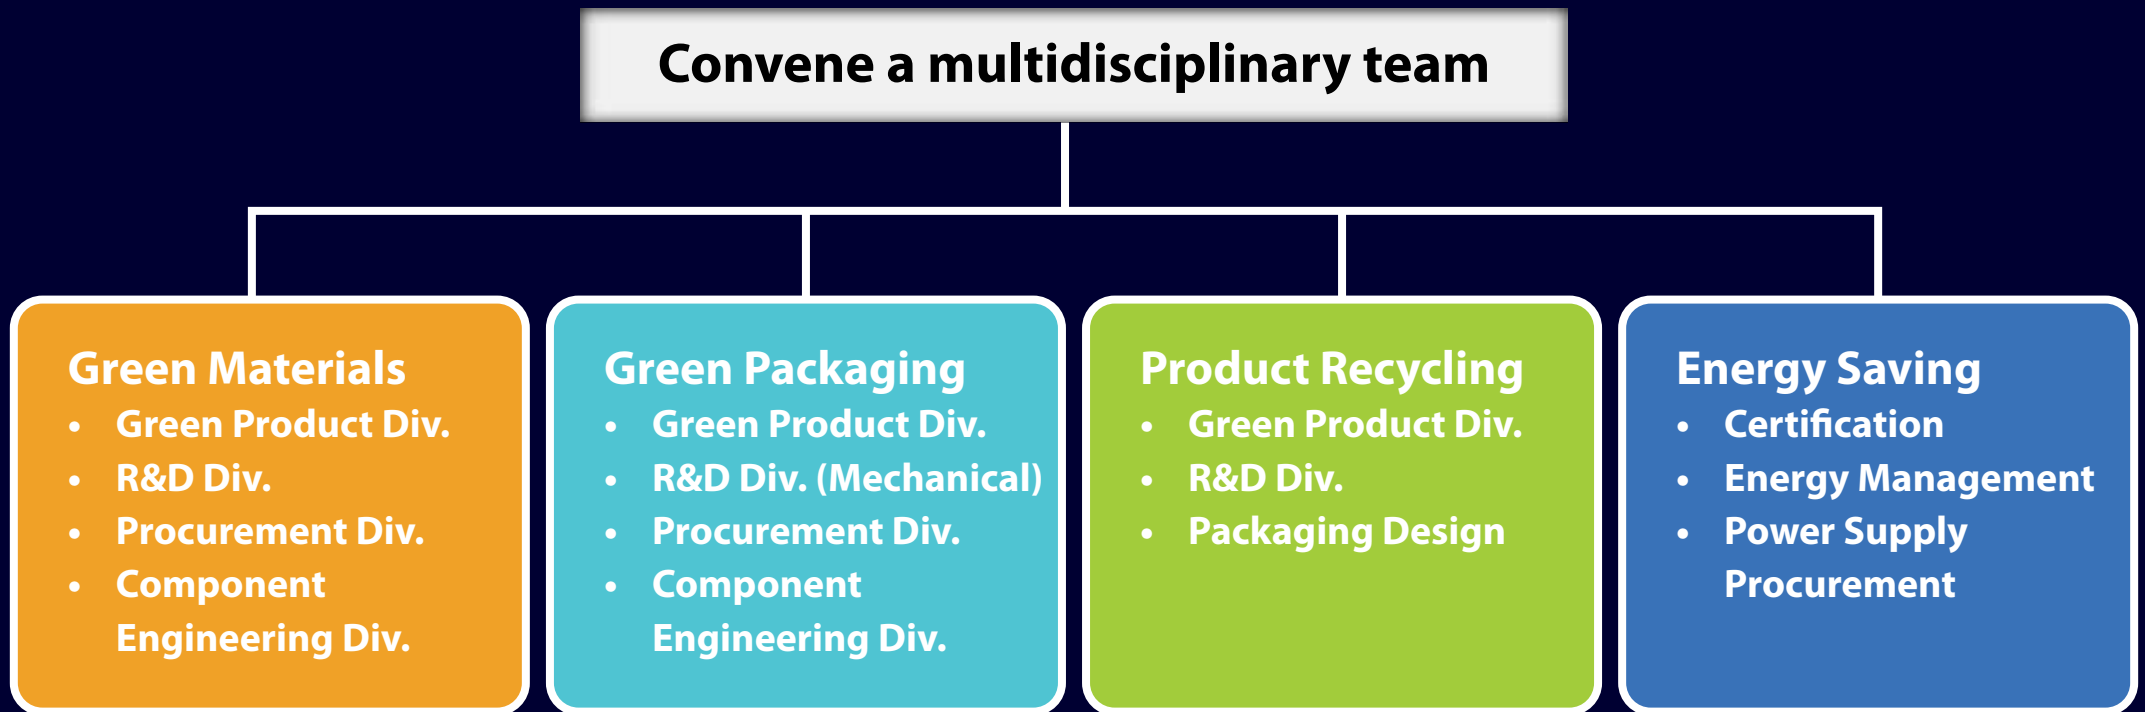 Convene a multidisciplinary team
Green Materials
• Green Product Div.
• R&D Div.
• Procurement Div.
• Component
Engineering Div.
Green Packaging
• Green Product Div.
• R&D Div. (Mechanical)
• Procurement Div.
• Component
Engineering Div.
Product Recycling
• Green Product Div.
• R&D Div.
• Packaging Design
Energy Saving
• Certification
• Energy Management
• Power Supply
Procurement